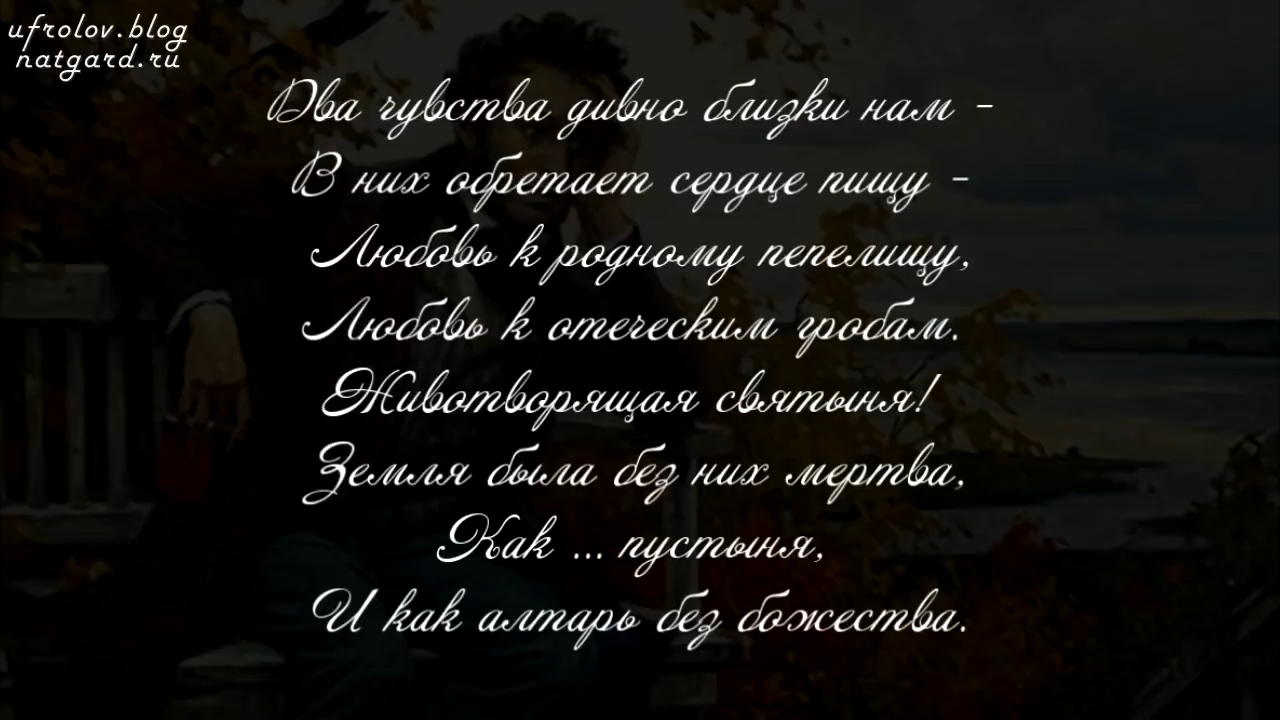 ufrolov.blog
natgard.ru
Два чувства дивно близки нам -
В них обретает сердце пищу -
Любовь к родному пепелищу,
Любовь к отеческим гробам.
Животворящая святыня!
Земля была без них мертва,
Как ... пустыня,
И как алтарь без божества.